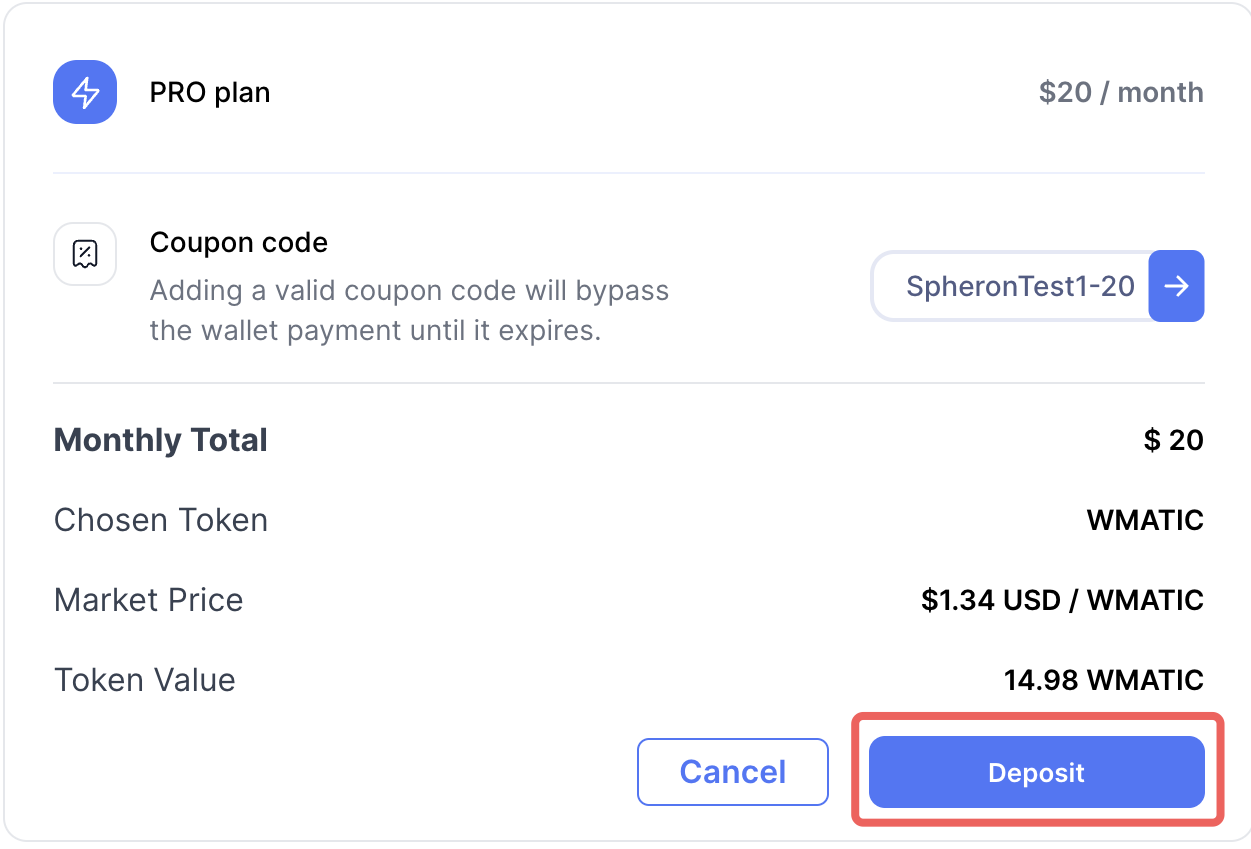 PRO plan
$20 / month
Coupon code
Adding a valid coupon code will bypass
the wallet payment until it expires.
SpheronTest1-20
Monthly Total
$ 20
Chosen Token
WMATIC
Market Price
$1.34 USD / WMATIC
Token Value
14.98 WMATIC
Cancel
Deposit